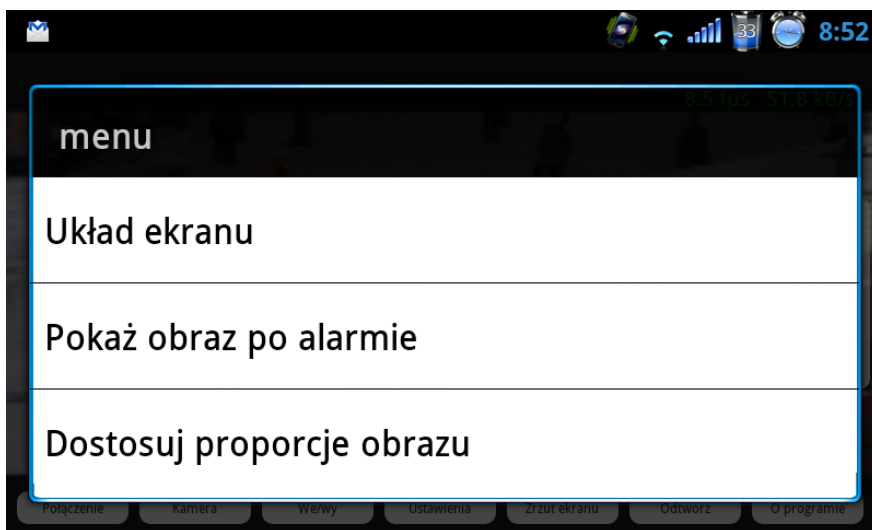 33 8:52
8.5 fps 51.8 kB/s
menu
Układ ekranu
Pokaż obraz po alarmie
Dostosuj proporcje obrazu
Połączenie Kamera We/wy Ustawienia Zrzut ekranu Odtwórz O programie